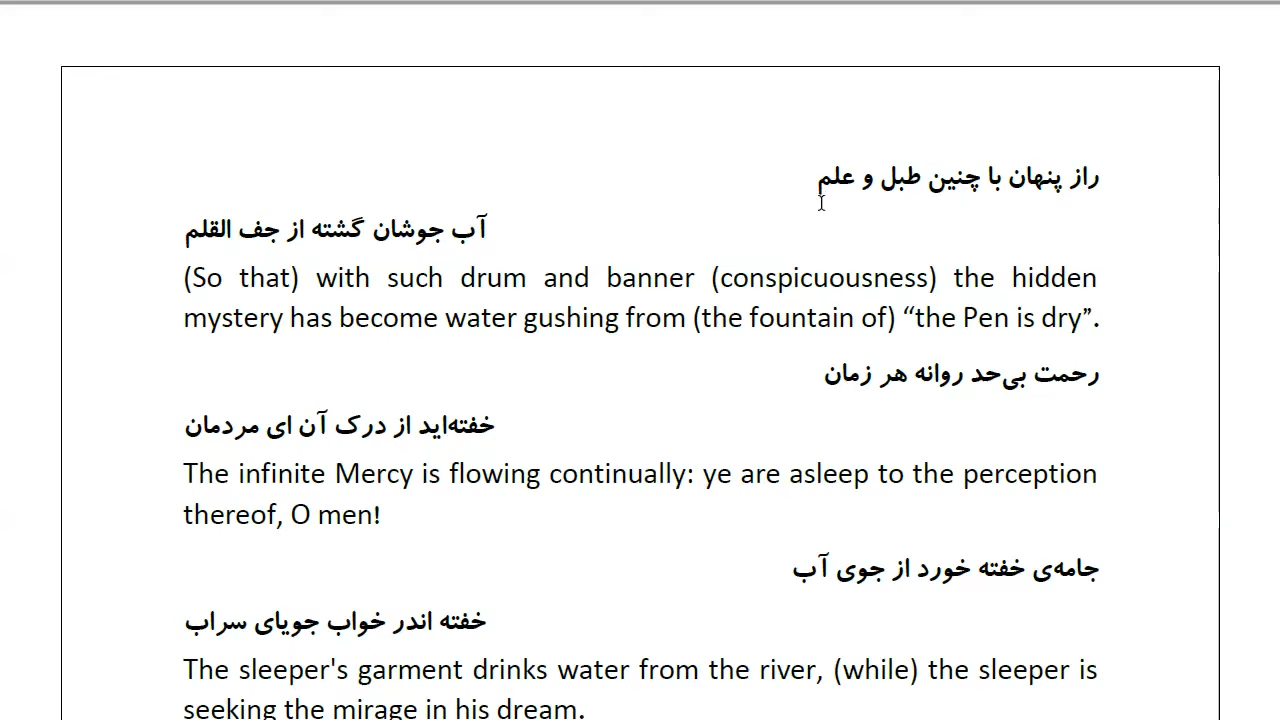 راز پنهان با چنین طبل و علم
آب جوشان گشته از جف القلم
(So that) with such drum and banner (conspicuousness) the hidden
mystery has become water gushing from (the fountain of) “the Pen is dry”.
رحمت بی‌حد روانه هر زمان
خفته‌اید از درک آن ای مردمان
The infinite Mercy is flowing continually: ye are asleep to the perception
thereof, O men!
جامه‌ی خفته خورد از جوی آب
خفته اندر خواب جویای سراب
The sleeper's garment drinks water from the river, (while) the sleeper is
seeking the mirage in his dream.